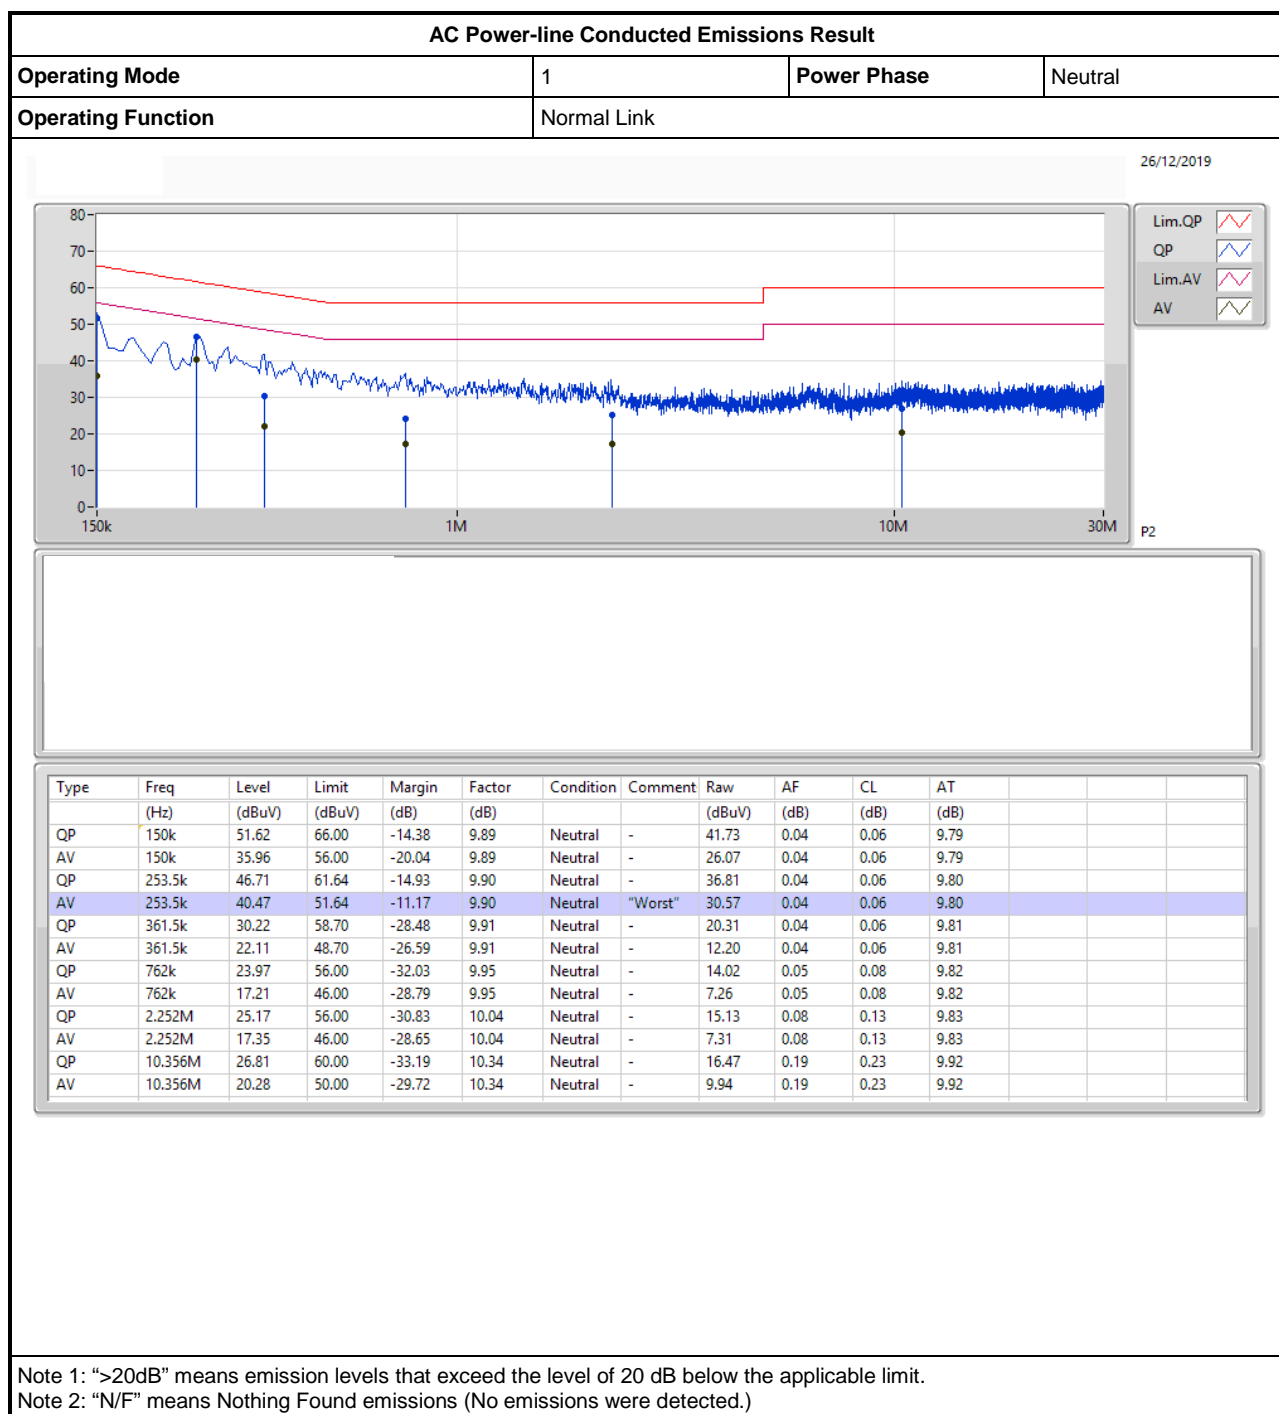 AC Power-line Conducted Emissions Result
Operating Mode 1 Power Phase Neutral
Operating Function Normal Link
26/12/2019
80
70
60
50
40
30
20
10
0
150k 1M 10M 30M
Lim.QP
QP
Lim.AV
AV
P2
Type Freq Level Limit Margin Factor Condition Comment Raw AF CL AT
(Hz) (dBuV) (dBuV) (dB) (dB) (dBuV) (dB) (dB) (dB)
QP 150k 51.62 66.00 -14.38 9.89 Neutral - 41.73 0.04 0.06 9.79
AV 150k 35.96 56.00 -20.04 9.89 Neutral - 26.07 0.04 0.06 9.79
QP 253.5k 46.71 61.64 -14.93 9.90 Neutral - 36.81 0.04 0.06 9.80
AV 253.5k 40.47 51.64 -11.17 9.90 Neutral "Worst" 30.57 0.04 0.06 9.80
QP 361.5k 30.22 58.70 -28.48 9.91 Neutral - 20.31 0.04 0.06 9.81
AV 361.5k 22.11 48.70 -26.59 9.91 Neutral - 12.20 0.04 0.06 9.81
QP 762k 23.97 56.00 -32.03 9.95 Neutral - 14.02 0.05 0.08 9.82
AV 762k 17.21 46.00 -28.79 9.95 Neutral - 7.26 0.05 0.08 9.82
QP 2.252M 25.17 56.00 -30.83 10.04 Neutral - 15.13 0.08 0.13 9.83
AV 2.252M 17.35 46.00 -28.65 10.04 Neutral - 7.31 0.08 0.13 9.83
QP 10.356M 26.81 60.00 -33.19 10.34 Neutral - 16.47 0.19 0.23 9.92
AV 10.356M 20.28 50.00 -29.72 10.34 Neutral - 9.94 0.19 0.23 9.92
Note 1: “>20dB” means emission levels that exceed the level of 20 dB below the applicable limit.
Note 2: “N/F” means Nothing Found emissions (No emissions were detected.)